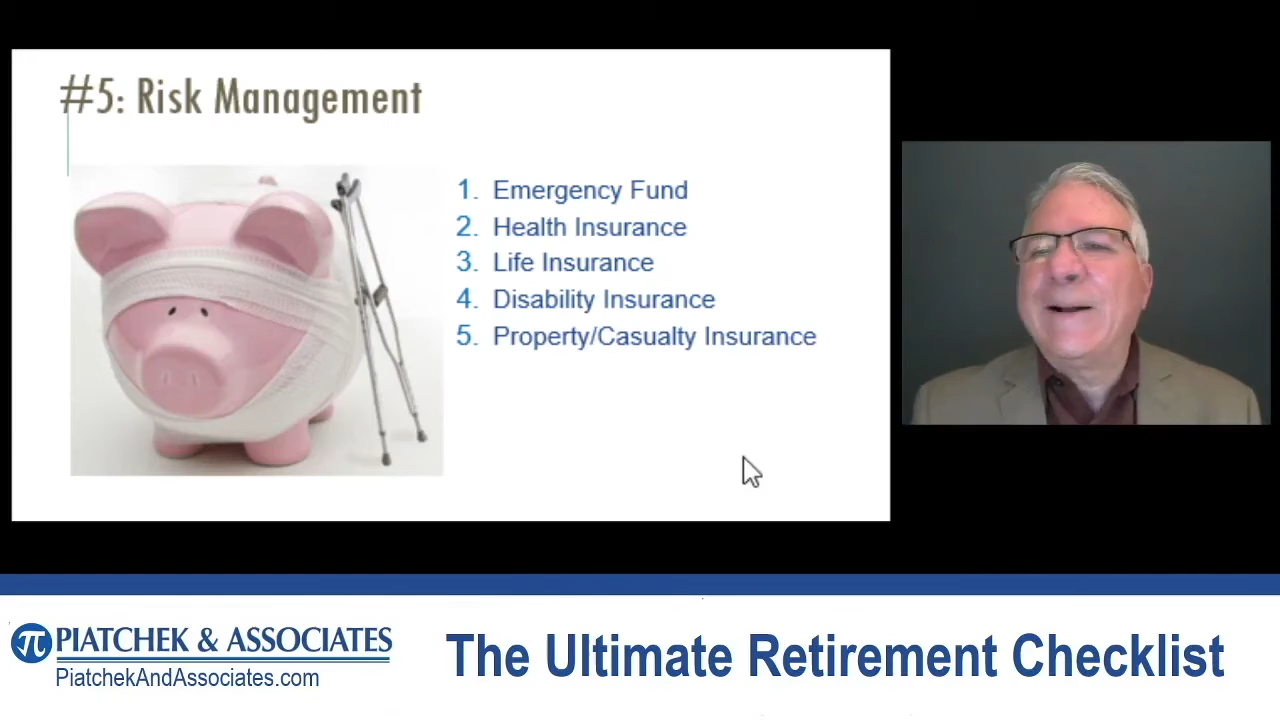 #5: Risk Management
1. Emergency Fund
2. Health Insurance
3. Life Insurance
4. Disability Insurance
5. Property/Casualty Insurance
π PIATCHEK & ASSOCIATES
PiatchekAndAssociates.com
The Ultimate Retirement Checklist